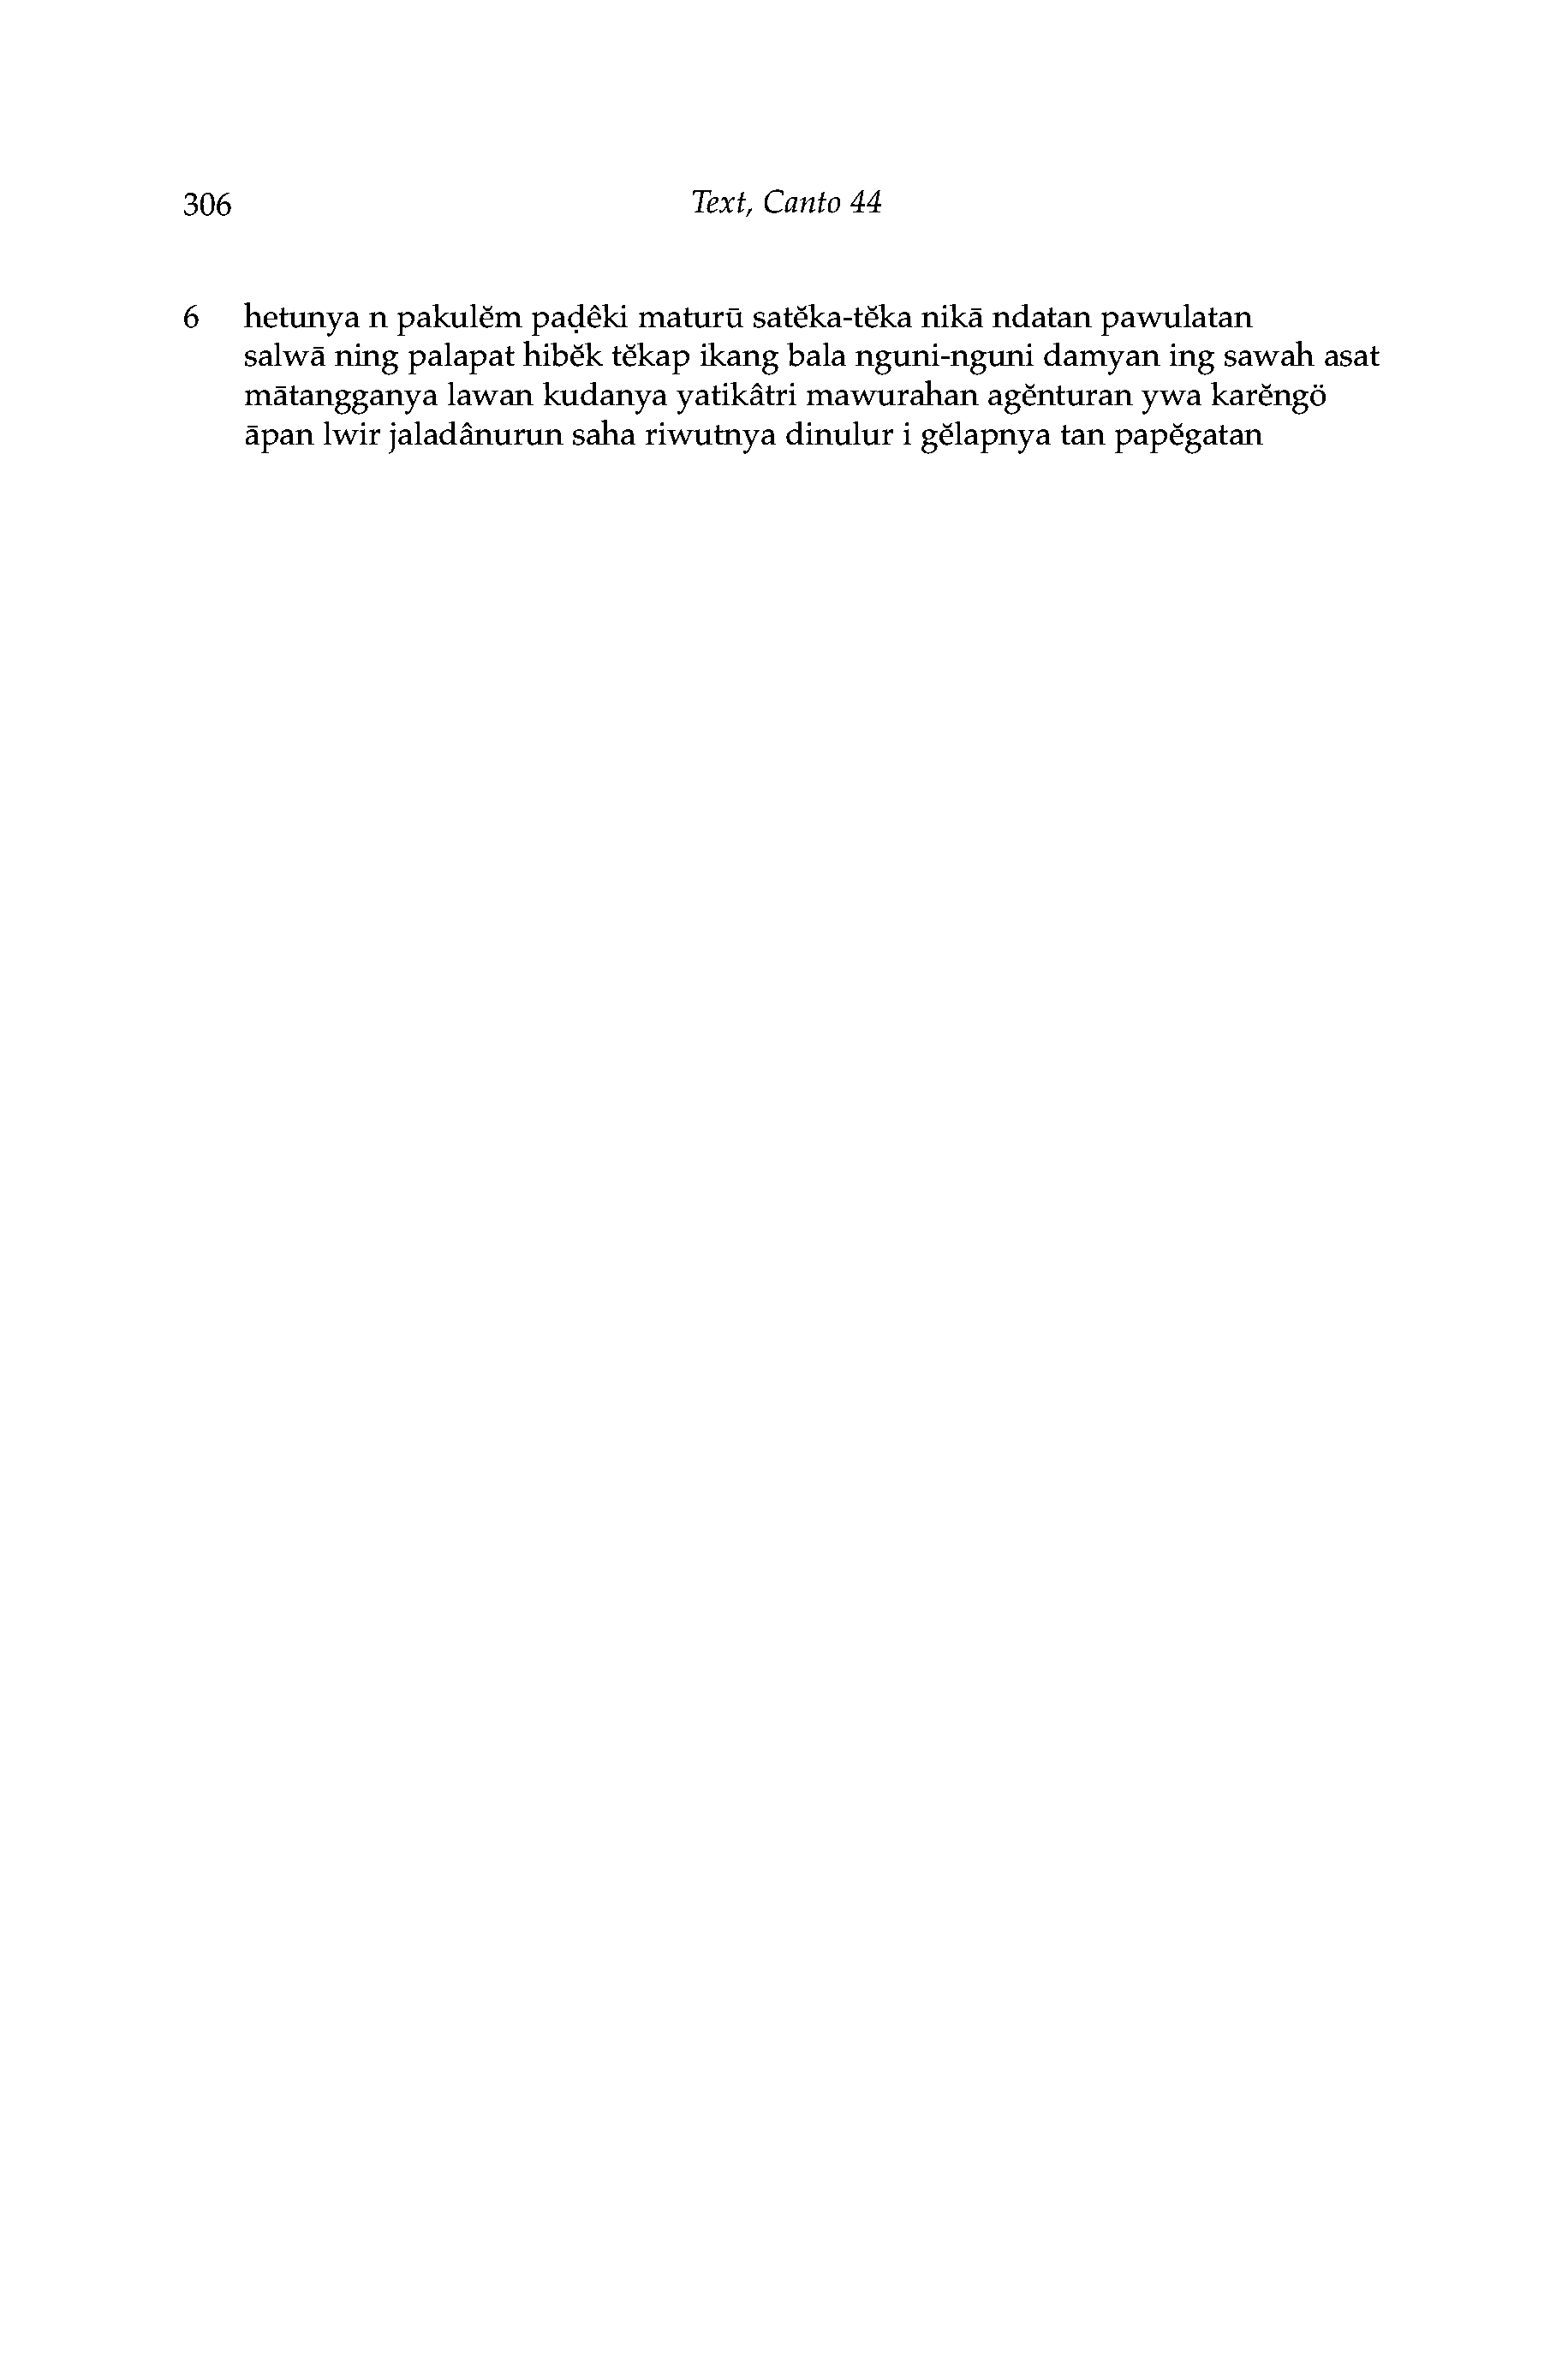 306 Text, Canto 44
6 hetunya n pakulĕm paḍêki maturū satĕka-tĕka nikā ndatan pawulatan
salwā ning palapat hibĕk tĕkap ikang bala nguni-nguni damyan ing sawah asat
mātangganya lawan kudanya yatikâtri mawurahan agĕnturan ywa karĕngö
āpan lwir jaladânurun saha riwutnya dinulur i gĕlapnya tan papĕgatan